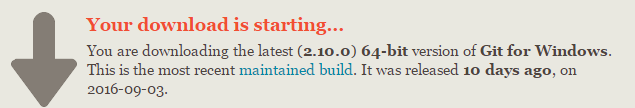 Your download is starting...
You are downloading the latest (2.10.0) 64-bit version of Git for Windows.
This is the most recent maintained build. It was released 10 days ago, on
2016-09-03.